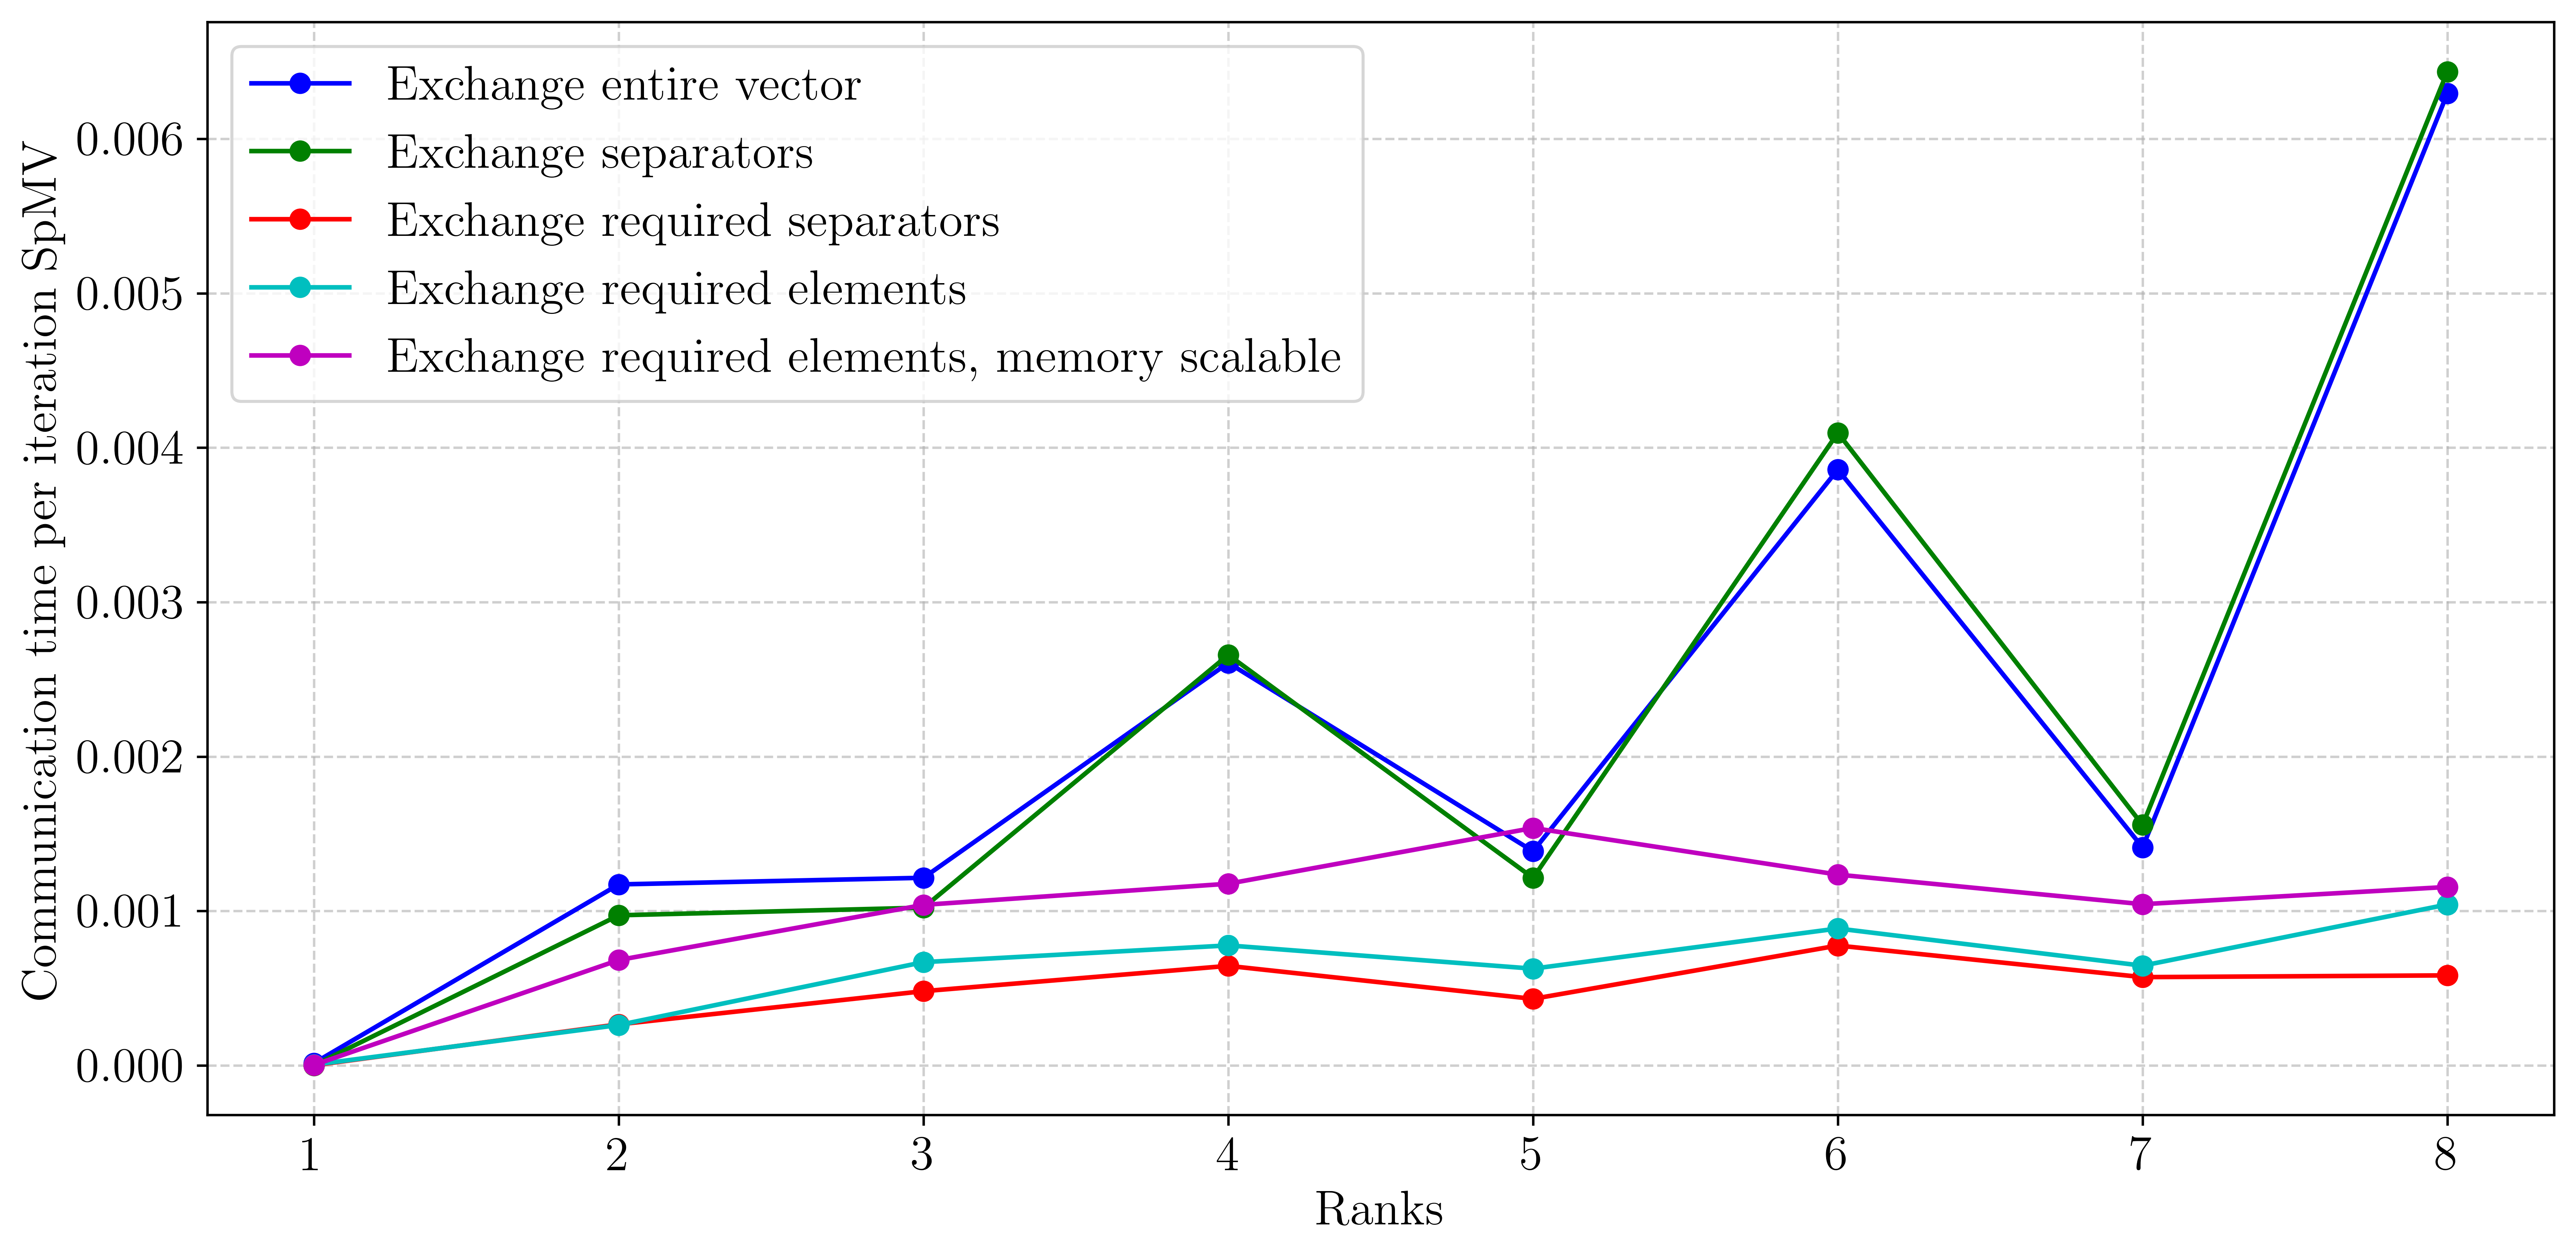 Exchange entire vector
Exchange separators
Exchange required separators
Exchange required elements
Exchange required elements, memory scalable
Communication time per iteration SpMV
0.006
0.005
0.004
0.003
0.002
0.001
0.000
1 2 3 4 5 6 7 8
Ranks